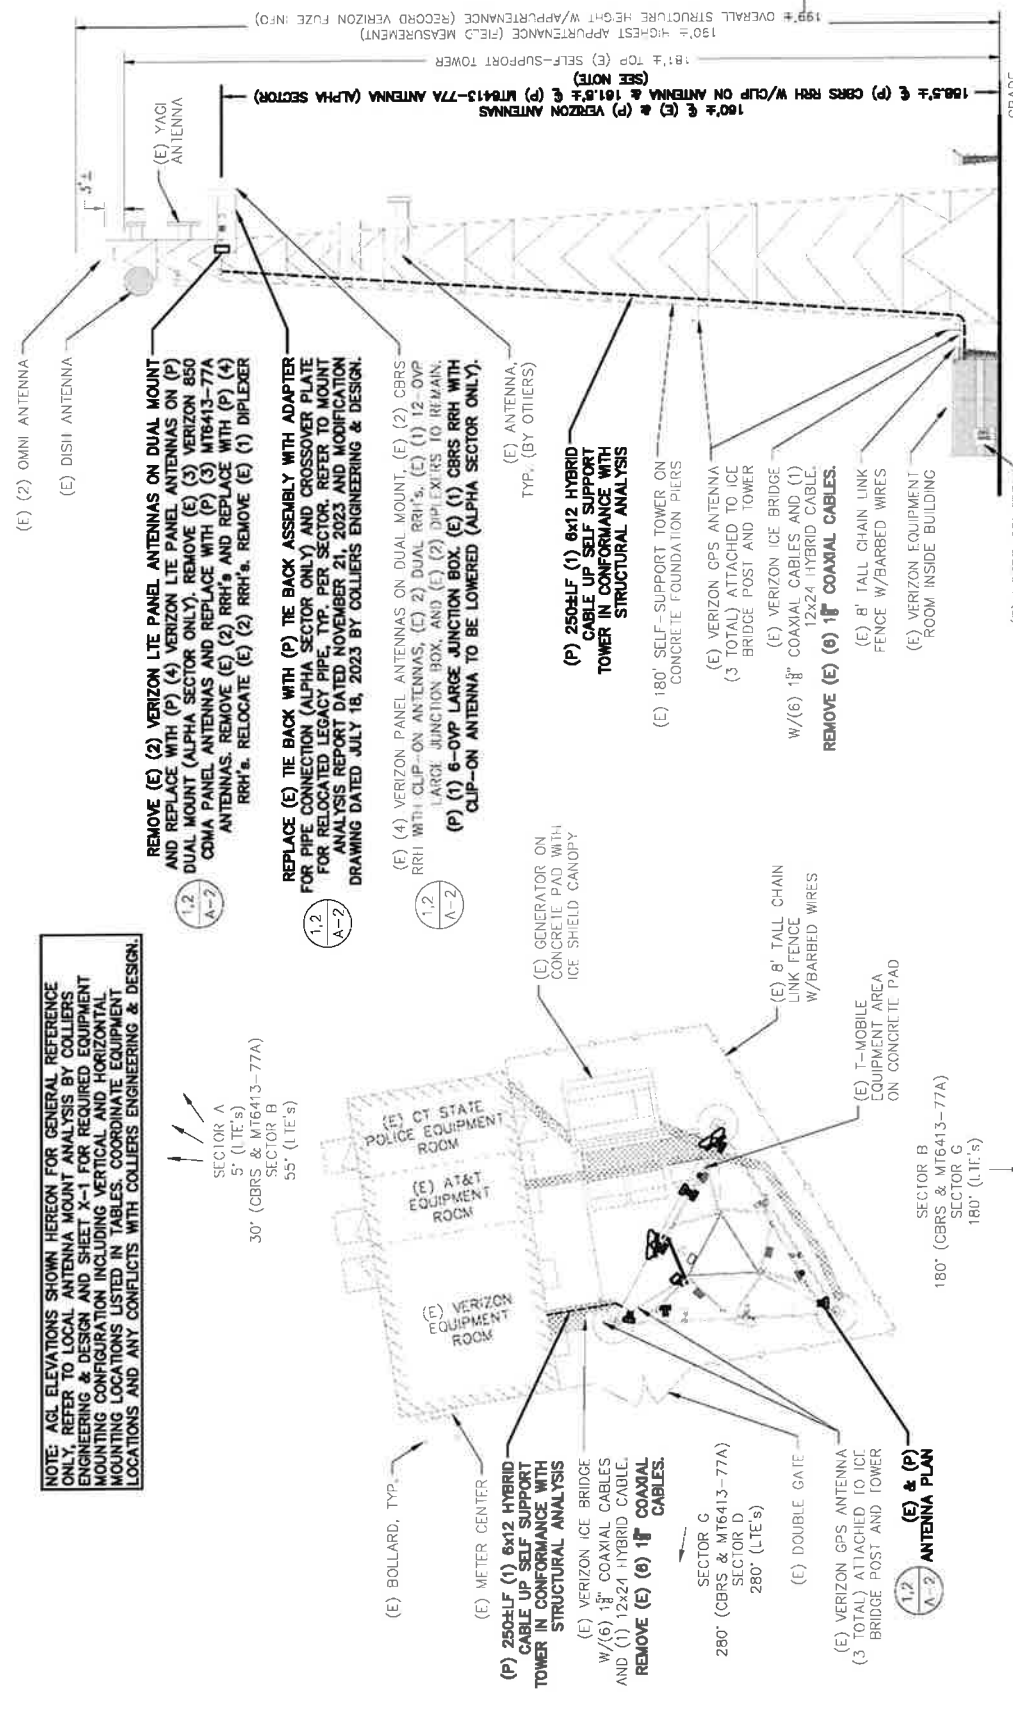 NOTE: AGL ELEVATIONS SHOWN HEREON FOR GENERAL REFERENCE
ONLY, REFER TO LOCAL ANTENNA MOUNT ANALYSIS BY COLLIERS
ENGINEERING & DESIGN AND SHEET X-1 FOR REQUIRED EQUIPMENT
MOUNTING CONFIGURATION INCLUDING VERTICAL AND HORIZONTAL
MOUNTING LOCATIONS LISTED IN TABLES. COORDINATE EQUIPMENT
LOCATIONS AND ANY CONFLICTS WITH COLLIERS ENGINEERING & DESIGN.
SECTOR A
5° (LTE's)
30° (CBRS & MT6413-77A)
SECTOR B
55° (LTE's)
(E) BOLLARD, TYP.
(E) METER CENTER
(P) 250±LF (1) 6x12 HYBRID
CABLE UP SELF SUPPORT
TOWER IN CONFORMANCE WITH
STRUCTURAL ANALYSIS
(E) VERIZON ICE BRIDGE
W/(6) 1⅝" COAXIAL CABLES
AND (1) 12x24 HYBRID CABLE.
REMOVE (E) (6) 1⅝" COAXIAL
CABLES.
SECTOR G
280° (CBRS & MT6413-77A)
SECTOR D
280° (LTE's)
(E) DOUBLE GATE
(E) VERIZON GPS ANTENNA
(3 TOTAL) ATTACHED TO ICE
BRIDGE POST AND TOWER
(E) & (P)
ANTENNA PLAN
1,2
A-2
(E) CT STATE
POLICE EQUIPMENT
ROOM
(E) AT&T
EQUIPMENT
ROOM
(E) VERIZON
EQUIPMENT
ROOM
(E) GENERATOR ON
CONCRETE PAD WITH
ICE SHIELD CANOPY
(E) 8' TALL CHAIN
LINK FENCE
W/BARBED WIRES
(E) T-MOBILE
EQUIPMENT AREA
ON CONCRETE PAD
SECTOR B
180° (CBRS & MT6413-77A)
SECTOR G
180° (LTE's)
(E) (2) OMNI ANTENNA
(E) DISH ANTENNA
REMOVE (E) (2) VERIZON LTE PANEL ANTENNAS ON DUAL MOUNT
AND REPLACE WITH (P) (4) VERIZON LTE PANEL ANTENNAS ON (P)
DUAL MOUNT (ALPHA SECTOR ONLY). REMOVE (E) (3) VERIZON 850
CDMA PANEL ANTENNAS AND REPLACE WITH (P) (3) MT6413-77A
ANTENNAS. REMOVE (E) (2) RRH's AND REPLACE WITH (P) (4)
RRH's. RELOCATE (E) (2) RRH's. REMOVE (E) (1) DIPLEXER
1,2
A-2
REPLACE (E) TIE BACK WITH (P) TIE BACK ASSEMBLY WITH ADAPTER
FOR PIPE CONNECTION (ALPHA SECTOR ONLY) AND CROSSOVER PLATE
FOR RELOCATED LEGACY PIPE, TYP. PER SECTOR. REFER TO MOUNT
ANALYSIS REPORT DATED NOVEMBER 21, 2023 AND MODIFICATION
DRAWING DATED JULY 18, 2023 BY COLLIERS ENGINEERING & DESIGN.
1,2
A-2
(E) (4) VERIZON PANEL ANTENNAS ON DUAL MOUNT, (E) (2) CBRS
RRH WITH CLIP-ON ANTENNAS, (E) 2) DUAL RRH's, (E) (1) 12-OVP
LARGE JUNCTION BOX, AND (E) (2) DIPLEXERS TO REMAIN.
(P) (1) 6-OVP LARGE JUNCTION BOX. (E) (1) CBRS RRH WITH
CLIP-ON ANTENNA TO BE LOWERED (ALPHA SECTOR ONLY).
1,2
A-2
(E) ANTENNA,
TYP. (BY OTHERS)
(P) 250±LF (1) 6x12 HYBRID
CABLE UP SELF SUPPORT
TOWER IN CONFORMANCE WITH
STRUCTURAL ANALYSIS
(E) 180' SELF-SUPPORT TOWER ON
CONCRETE FOUNDATION PIERS
(E) VERIZON GPS ANTENNA
(3 TOTAL) ATTACHED TO ICE
BRIDGE POST AND TOWER
(E) VERIZON ICE BRIDGE
W/(6) 1⅝" COAXIAL CABLES AND (1)
12x24 HYBRID CABLE.
REMOVE (E) (6) 1⅝" COAXIAL CABLES.
(E) 8' TALL CHAIN LINK
FENCE W/BARBED WIRES
(E) VERIZON EQUIPMENT
ROOM INSIDE BUILDING
3'±
(E) YAGI
ANTENNA
160'± ℄ (E) & (P) VERIZON ANTENNAS
158.5'± ℄ (P) CBRS RRH W/CLIP ON ANTENNA & 161.5'± ℄ (P) MT6413-77A ANTENNA (ALPHA SECTOR)
(SEE NOTE)
181'± TOP (E) SELF-SUPPORT TOWER
190'± HIGHEST APPURTENANCE (FIELD MEASUREMENT)
199'± OVERALL STRUCTURE HEIGHT W/APPURTENANCE (RECORD VERIZON FUZE INFO)
GRADE